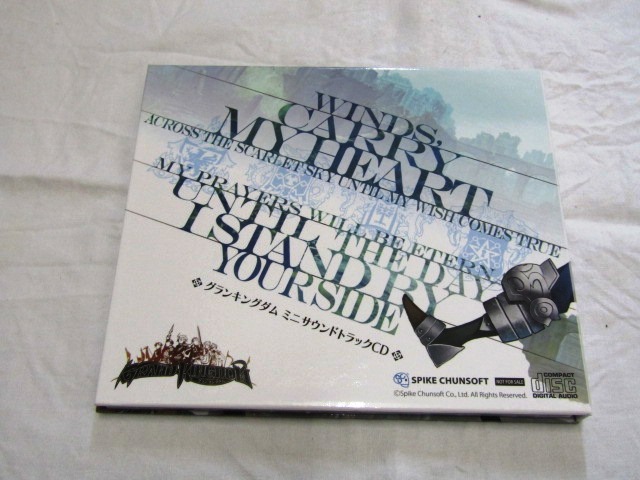 WINDS,
CARRY
MY HEART
ACROSS THE SCARLET SKY UNTIL MY WISH COMES TRUE
MY PRAYERS WILL BE ETERN-
UNTIL THE DAY
I STAND BY
YOUR SIDE
グランキングダム ミニサウンドトラックCD
GRAND KINGDOM
SPIKE CHUNSOFT
NOT FOR SALE
©Spike Chunsoft Co., Ltd. All Rights Reserved.
COMPACT
disc
DIGITAL AUDIO